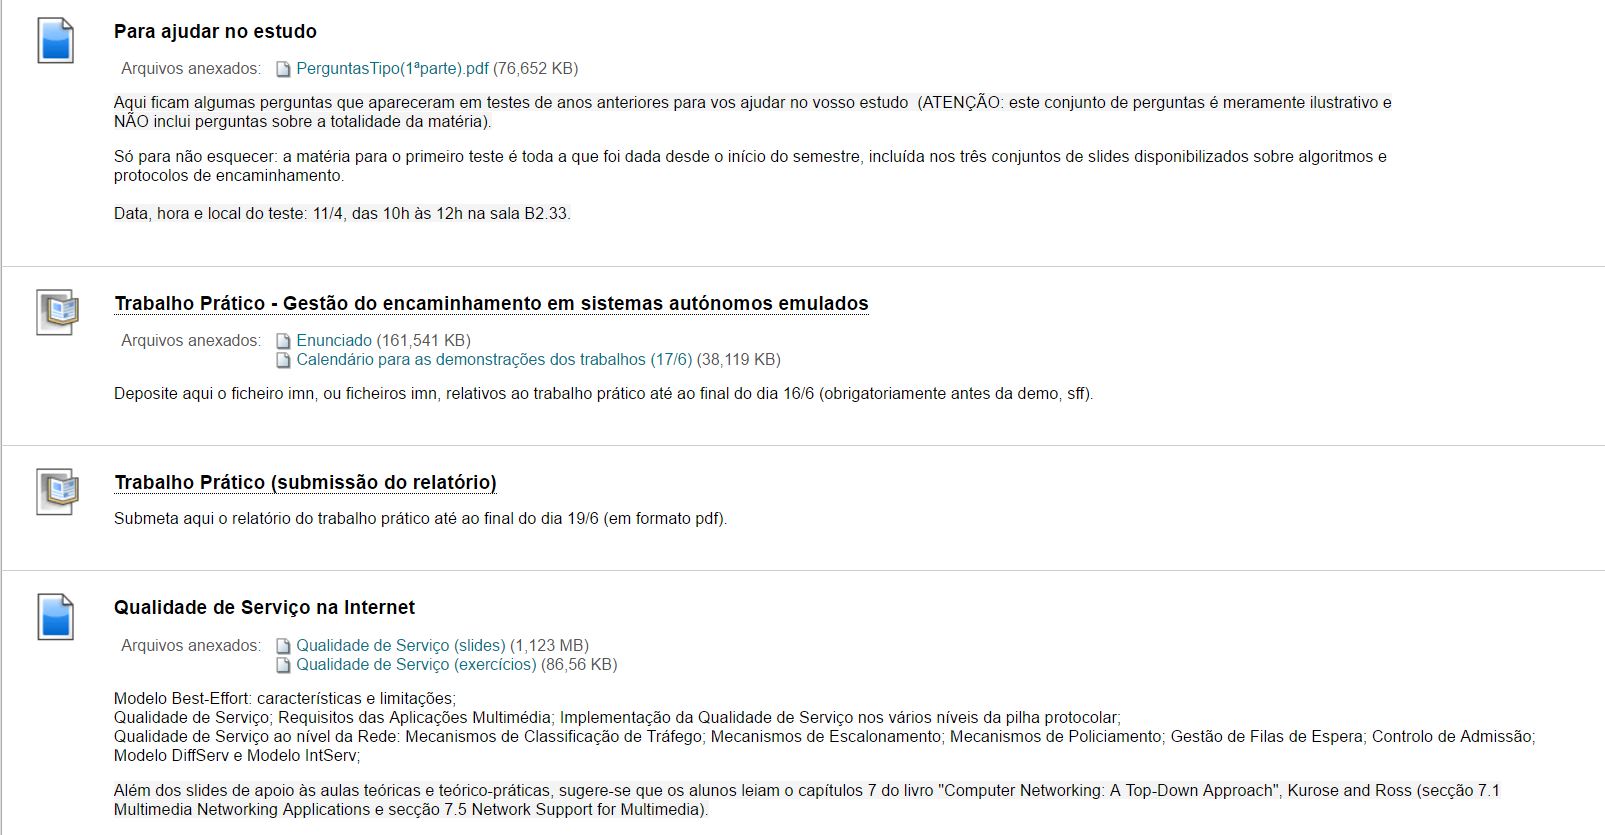 Para ajudar no estudo
Arquivos anexados: PerguntasTipo(1ªparte).pdf (76,652 KB)
Aqui ficam algumas perguntas que apareceram em testes de anos anteriores para vos ajudar no vosso estudo (ATENÇÃO: este conjunto de perguntas é meramente ilustrativo e
NÃO inclui perguntas sobre a totalidade da matéria).
Só para não esquecer: a matéria para o primeiro teste é toda a que foi dada desde o início do semestre, incluída nos três conjuntos de slides disponibilizados sobre algoritmos e
protocolos de encaminhamento.
Data, hora e local do teste: 11/4, das 10h às 12h na sala B2.33.
Trabalho Prático - Gestão do encaminhamento em sistemas autónomos emulados
Arquivos anexados: Enunciado (161,541 KB)
Calendário para as demonstrações dos trabalhos (17/6) (38,119 KB)
Deposite aqui o ficheiro imn, ou ficheiros imn, relativos ao trabalho prático até ao final do dia 16/6 (obrigatoriamente antes da demo, sff).
Trabalho Prático (submissão do relatório)
Submeta aqui o relatório do trabalho prático até ao final do dia 19/6 (em formato pdf).
Qualidade de Serviço na Internet
Arquivos anexados: Qualidade de Serviço (slides) (1,123 MB)
Qualidade de Serviço (exercícios) (86,56 KB)
Modelo Best-Effort: características e limitações;
Qualidade de Serviço; Requisitos das Aplicações Multimédia; Implementação da Qualidade de Serviço nos vários níveis da pilha protocolar;
Qualidade de Serviço ao nível da Rede: Mecanismos de Classificação de Tráfego; Mecanismos de Escalonamento; Mecanismos de Policiamento; Gestão de Filas de Espera; Controlo de Admissão;
Modelo DiffServ e Modelo IntServ;
Além dos slides de apoio às aulas teóricas e teórico-práticas, sugere-se que os alunos leiam o capítulos 7 do livro "Computer Networking: A Top-Down Approach", Kurose and Ross (secção 7.1
Multimedia Networking Applications e secção 7.5 Network Support for Multimedia).